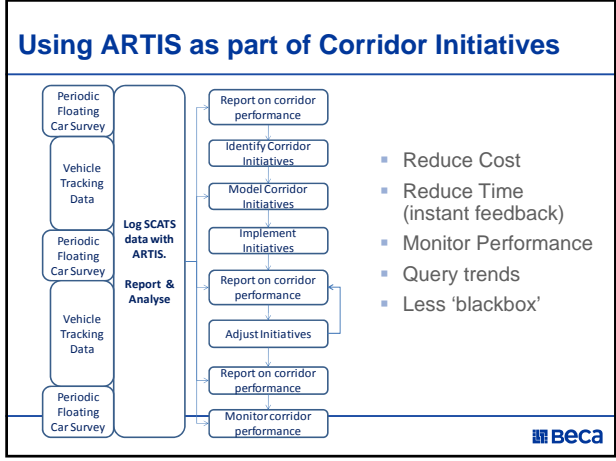 Using ARTIS as part of Corridor Initiatives
Periodic
Floating
Car Survey
Vehicle
Tracking
Data
Periodic
Floating
Car Survey
Vehicle
Tracking
Data
Periodic
Floating
Car Survey
Log SCATS
data with
ARTIS.
Report &
Analyse
Report on corridor
performance
Identify Corridor
Initiatives
Model Corridor
Initiatives
Implement
Initiatives
Report on corridor
performance
Adjust Initiatives
Report on corridor
performance
Monitor corridor
performance
Reduce Cost
Reduce Time
(instant feedback)
Monitor Performance
Query trends
Less ‘blackbox’
Beca